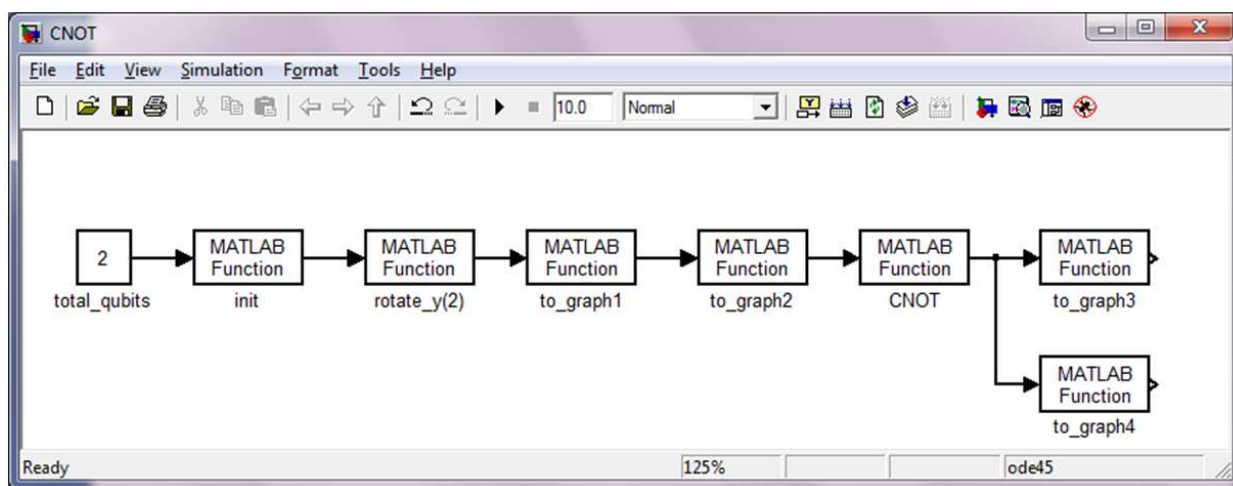 CNOT
File Edit View Simulation Format Tools Help
10.0 Normal
2
total_qubits
MATLAB
Function
init
MATLAB
Function
rotate_y(2)
MATLAB
Function
to_graph1
MATLAB
Function
to_graph2
MATLAB
Function
CNOT
MATLAB
Function
to_graph3
MATLAB
Function
to_graph4
Ready 125% ode45